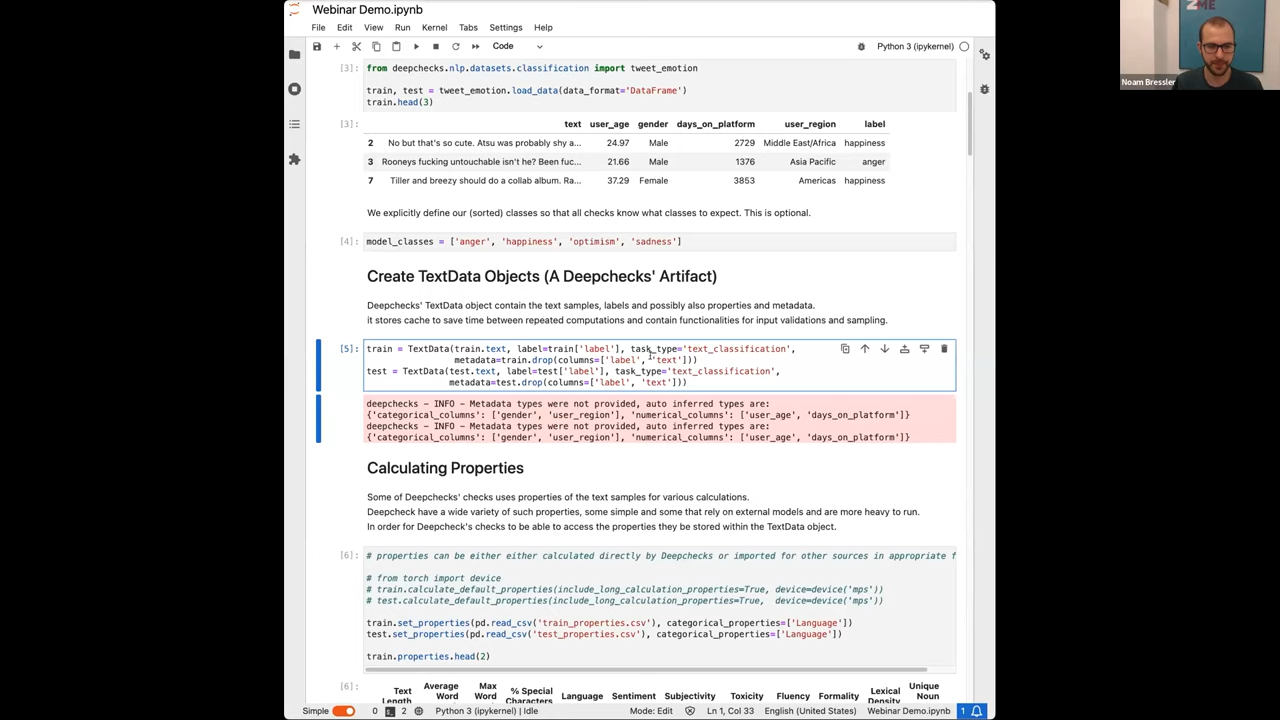 Webinar Demo.ipynb
File Edit View Run Kernel Tabs Settings Help
Code Python 3 (ipykernel)
ME
Noam Bressler
[3]: from deepchecks.nlp.datasets.classification import tweet_emotion
train, test = tweet_emotion.load_data(data_format='DataFrame')
train.head(3)
[3]: text user_age gender days_on_platform user_region label
2 No but that's so cute. Atsu was probably shy a... 24.97 Male 2729 Middle East/Africa happiness
3 Rooneys fucking untouchable isn't he? Been fuc... 21.66 Male 1376 Asia Pacific anger
7 Tiller and breezy should do a collab album. Ra... 37.29 Female 3853 Americas happiness
We explicitly define our (sorted) classes so that all checks know what classes to expect. This is optional.
[4]: model_classes = ['anger', 'happiness', 'optimism', 'sadness']
Create TextData Objects (A Deepchecks' Artifact)
Deepchecks' TextData object contain the text samples, labels and possibly also properties and metadata.
it stores cache to save time between repeated computations and contain functionalities for input validations and sampling.
[5]: train = TextData(train.text, label=train['label'], task_type='text_classification',
metadata=train.drop(columns=['label', 'text']))
test = TextData(test.text, label=test['label'], task_type='text_classification',
metadata=test.drop(columns=['label', 'text']))
deepchecks - INFO - Metadata types were not provided, auto inferred types are:
{'categorical_columns': ['gender', 'user_region'], 'numerical_columns': ['user_age', 'days_on_platform']}
deepchecks - INFO - Metadata types were not provided, auto inferred types are:
{'categorical_columns': ['gender', 'user_region'], 'numerical_columns': ['user_age', 'days_on_platform']}
Calculating Properties
Some of Deepchecks' checks uses properties of the text samples for various calculations.
Deepcheck have a wide variety of such properties, some simple and some that rely on external models and are more heavy to run.
In order for Deepcheck's checks to be able to access the properties they be stored within the TextData object.
[6]: # properties can be either either calculated directly by Deepchecks or imported for other sources in appropriate f
# from torch import device
# train.calculate_default_properties(include_long_calculation_properties=True, device=device('mps'))
# test.calculate_default_properties(include_long_calculation_properties=True, device=device('mps'))
train.set_properties(pd.read_csv('train_properties.csv'), categorical_properties=['Language'])
test.set_properties(pd.read_csv('test_properties.csv'), categorical_properties=['Language'])
train.properties.head(2)
[6]: Text Length Average Word Max Word % Special Characters Language Sentiment Subjectivity Toxicity Fluency Formality Lexical Density Unique Noun
Simple 0 2 Python 3 (ipykernel) | Idle Mode: Edit Ln 1, Col 33 English (United States) Webinar Demo.ipynb 1